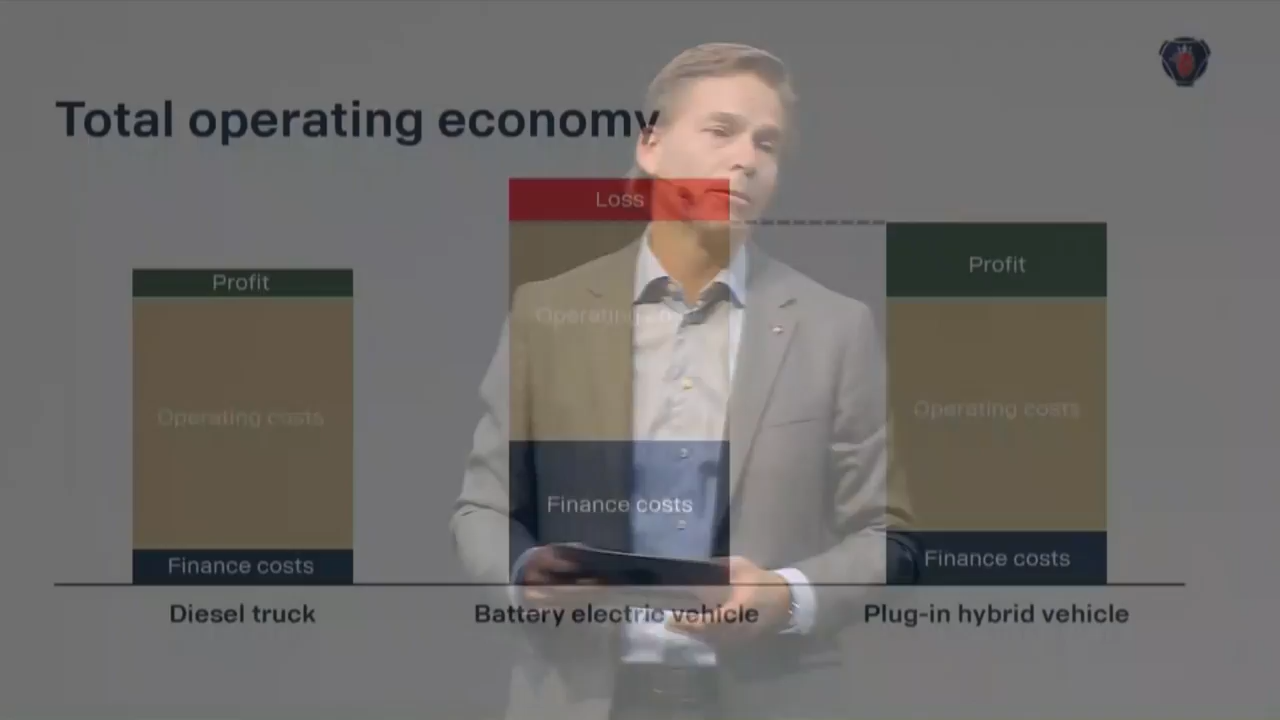 Total operating economy
Loss
Profit
Profit
Operating costs
Operating
Operating costs
Finance costs
Finance costs
Finance costs
Diesel truck
Battery electric vehicle
Plug-in hybrid vehicle